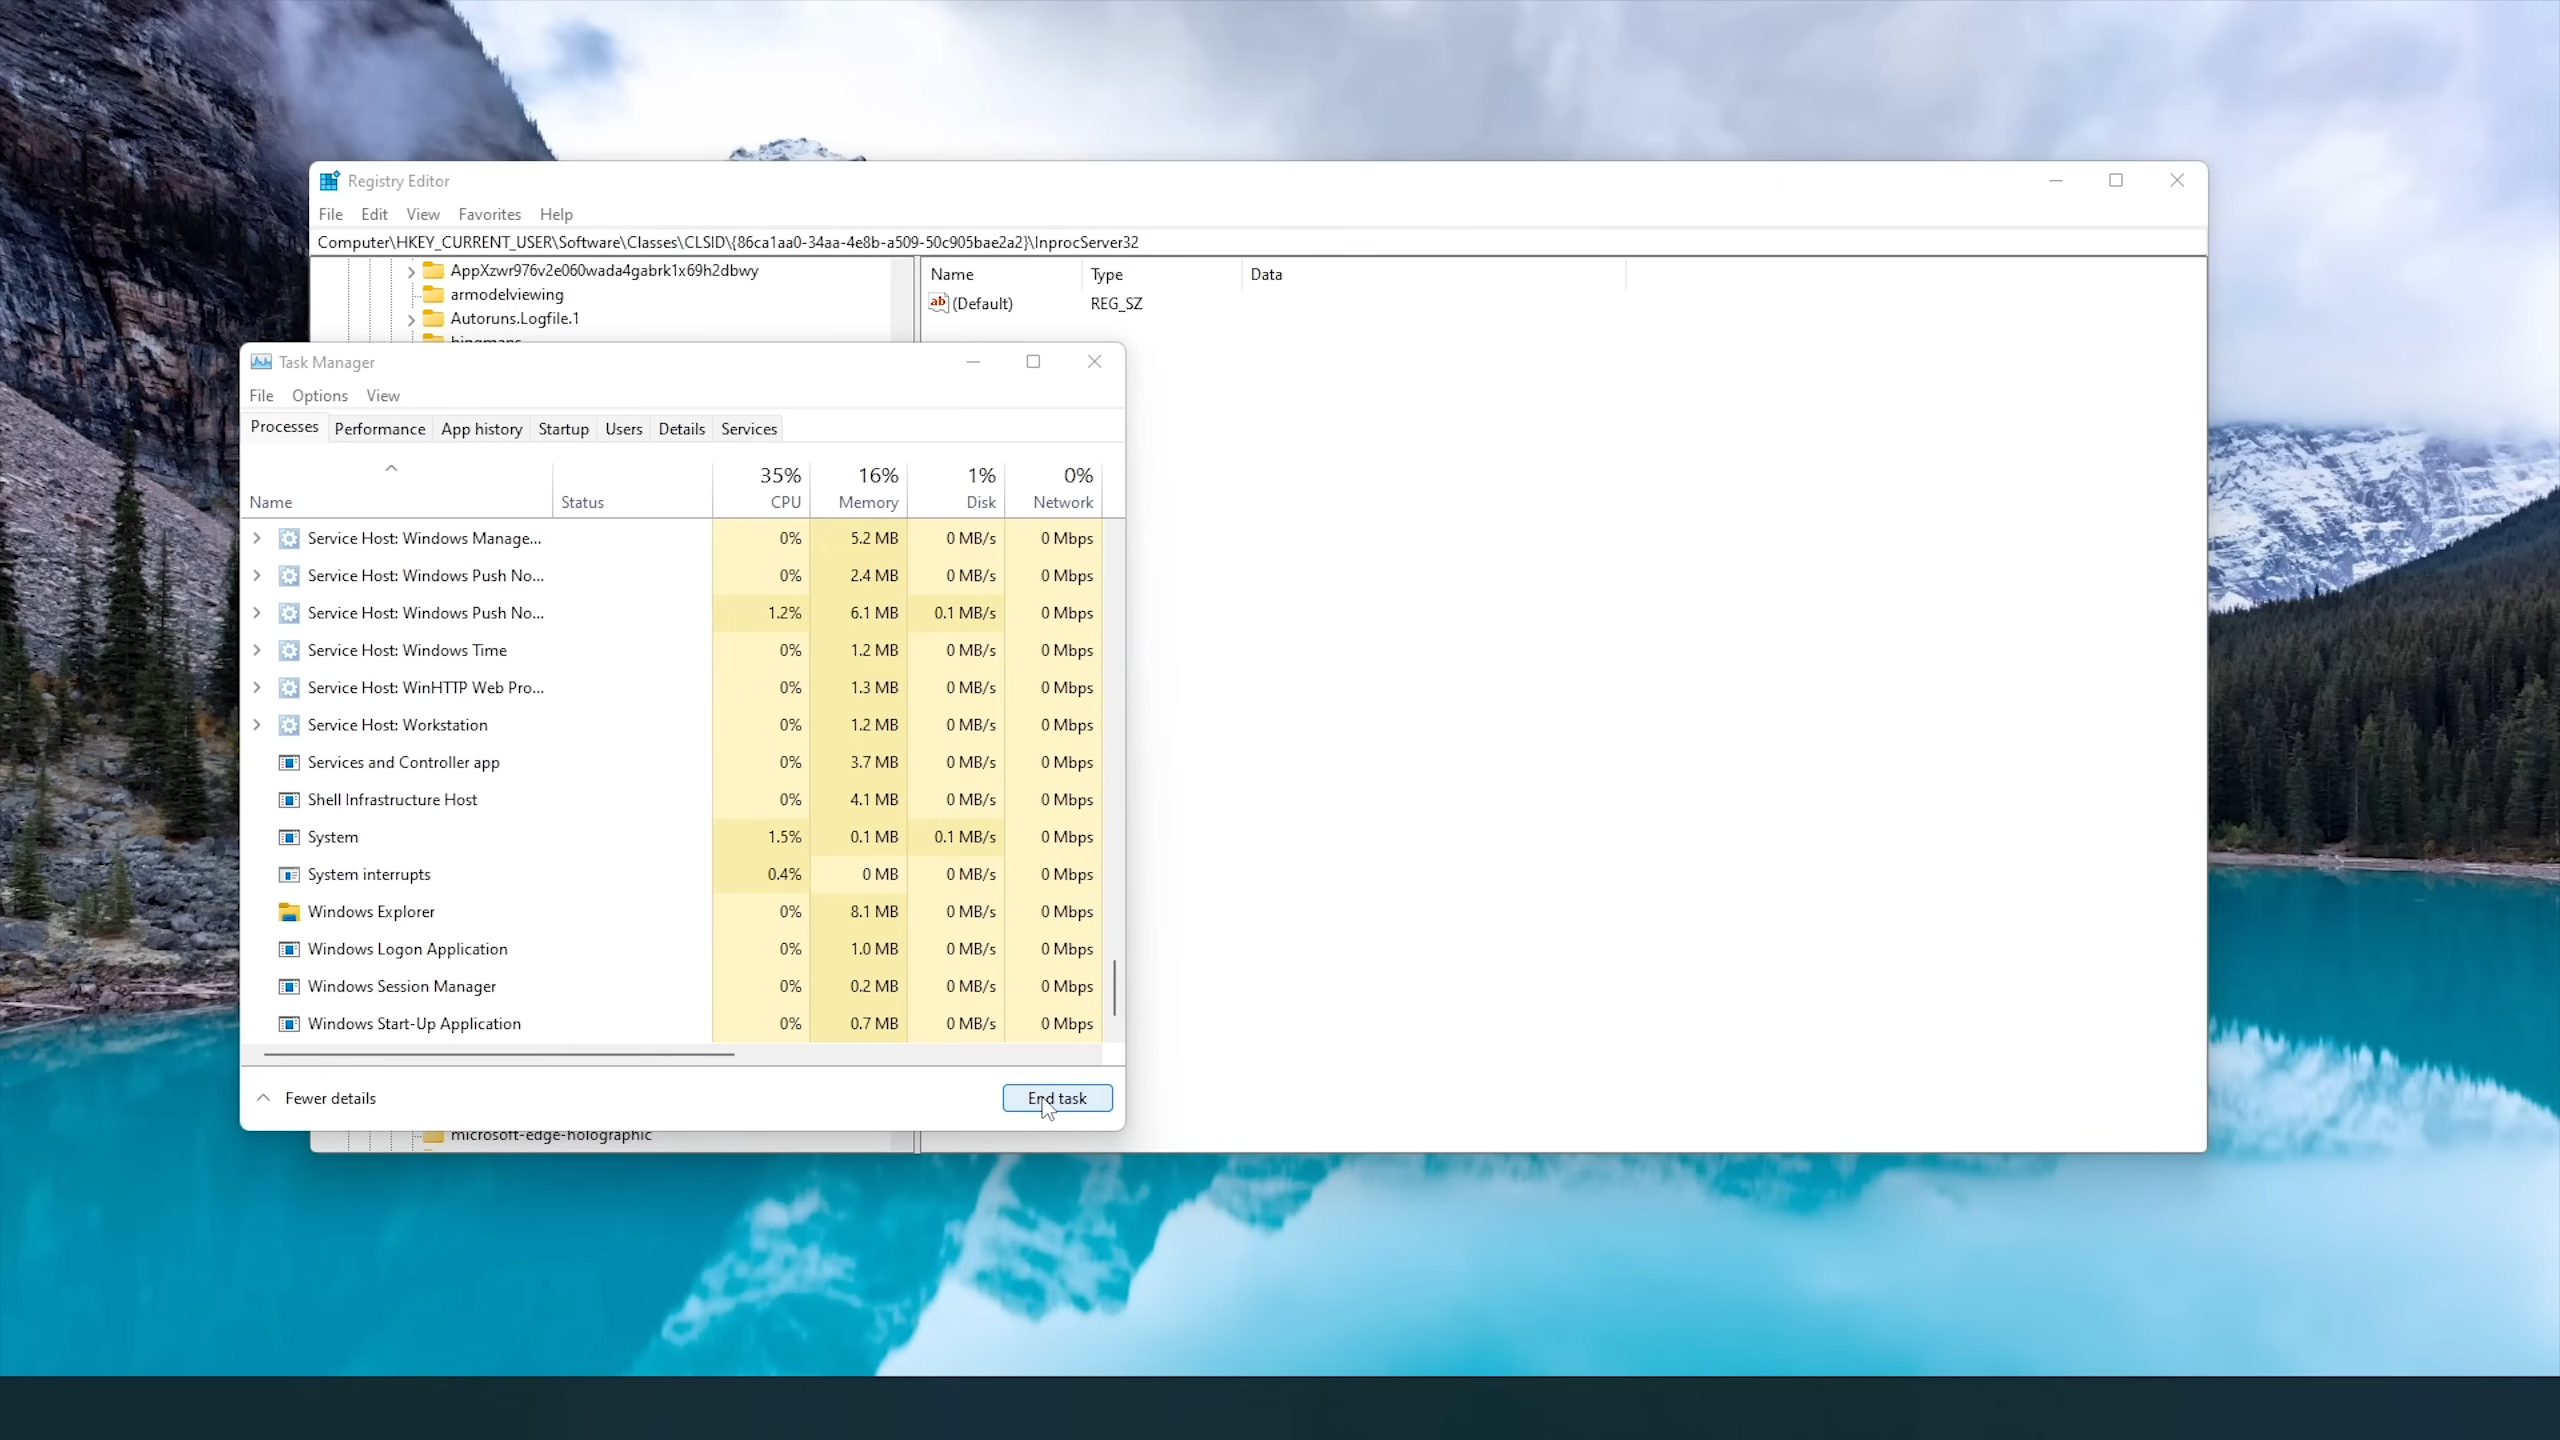 Registry Editor
File Edit View Favorites Help
Computer\HKEY_CURRENT_USER\Software\Classes\CLSID\{86ca1aa0-34aa-4e8b-a509-50c905bae2a2}\InprocServer32
AppXzwr976v2e060wada4gabrk1x69h2dbwy
armodelviewing
Autoruns.Logfile.1
bingmaps
Name Type Data
ab (Default) REG_SZ
Task Manager
File Options View
Processes Performance App history Startup Users Details Services
35% 16% 1% 0%
Name Status CPU Memory Disk Network
Service Host: Windows Manage... 0% 5.2 MB 0 MB/s 0 Mbps
Service Host: Windows Push No... 0% 2.4 MB 0 MB/s 0 Mbps
Service Host: Windows Push No... 1.2% 6.1 MB 0.1 MB/s 0 Mbps
Service Host: Windows Time 0% 1.2 MB 0 MB/s 0 Mbps
Service Host: WinHTTP Web Pro... 0% 1.3 MB 0 MB/s 0 Mbps
Service Host: Workstation 0% 1.2 MB 0 MB/s 0 Mbps
Services and Controller app 0% 3.7 MB 0 MB/s 0 Mbps
Shell Infrastructure Host 0% 4.1 MB 0 MB/s 0 Mbps
System 1.5% 0.1 MB 0.1 MB/s 0 Mbps
System interrupts 0.4% 0 MB 0 MB/s 0 Mbps
Windows Explorer 0% 8.1 MB 0 MB/s 0 Mbps
Windows Logon Application 0% 1.0 MB 0 MB/s 0 Mbps
Windows Session Manager 0% 0.2 MB 0 MB/s 0 Mbps
Windows Start-Up Application 0% 0.7 MB 0 MB/s 0 Mbps
Fewer details End task
microsoft-edge-holographic